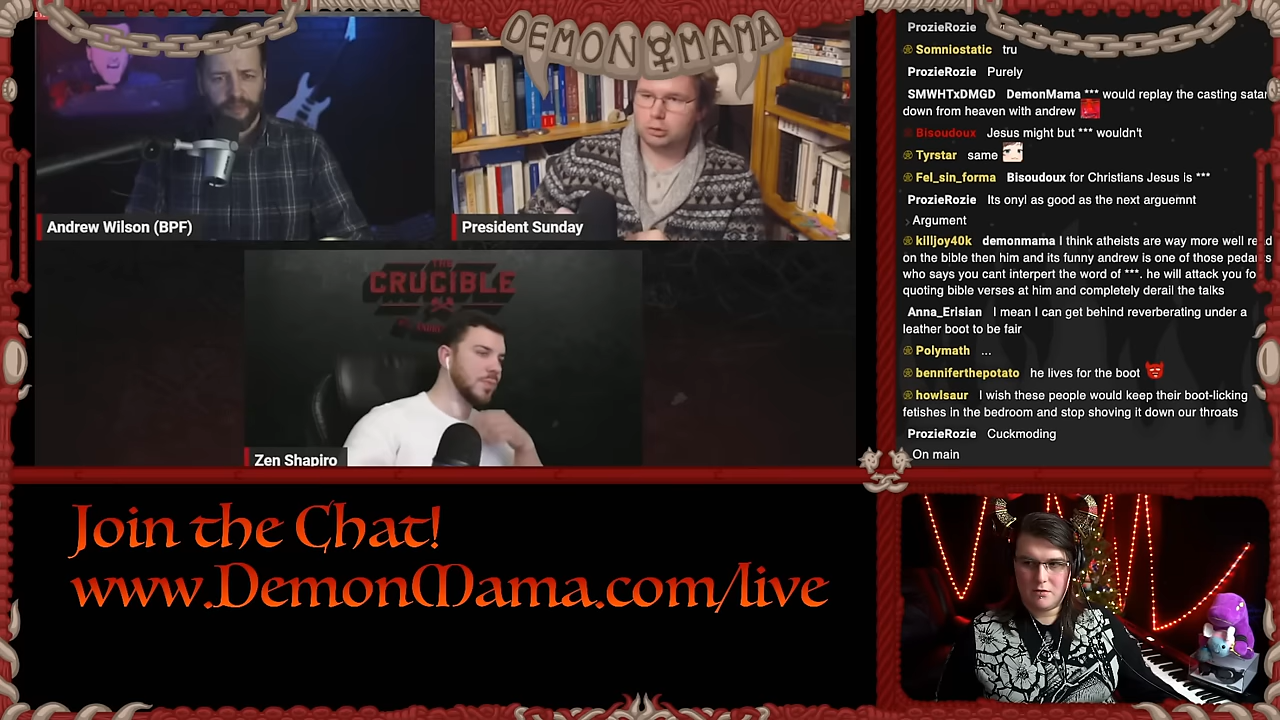 DEMON MAMA
Andrew Wilson (BPF)
President Sunday
THE
CRUCIBLE
Zen Shapiro
Join the Chat!
www.DemonMama.com/live
ProzieRozie
Somniostatic tru
ProzieRozie Purely
SMWHTxDMGD DemonMama *** would replay the casting sata
down from heaven with andrew
Bisoudoux Jesus might but *** wouldn't
Tyrstar same
Fel_sin_forma Bisoudoux for Christians Jesus is ***
ProzieRozie Its onyl as good as the next arguemnt
Argument
killjoy40k demonmama I think atheists are way more well read
on the bible then him and its funny andrew is one of those pedan s
who says you cant interpert the word of ***. he will attack you fo
quoting bible verses at him and completely derail the talks
Anna_Erisian I mean I can get behind reverberating under a
leather boot to be fair
Polymath ...
benniferthepotato he lives for the boot
howlsaur I wish these people would keep their boot-licking
fetishes in the bedroom and stop shoving it down our throats
ProzieRozie Cuckmoding
On main